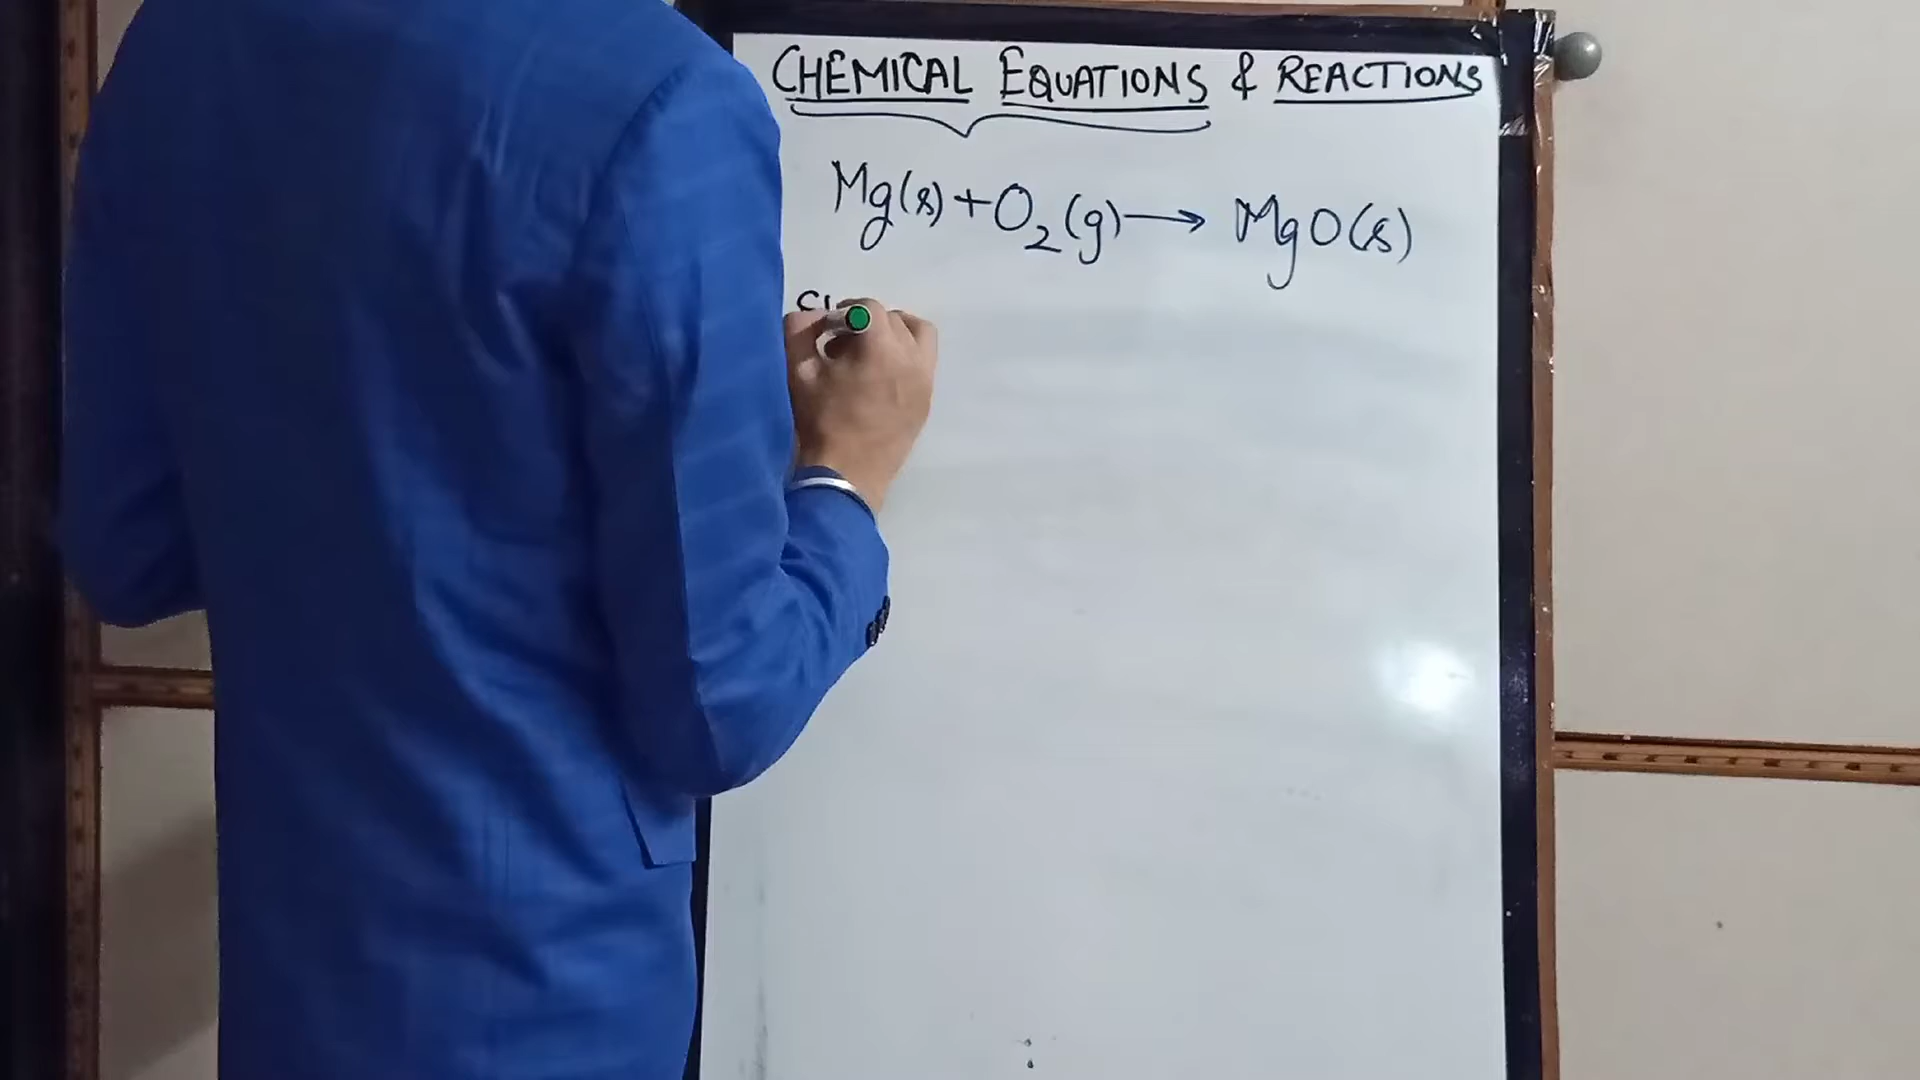 CHEMICAL EQUATIONS & REACTIONS
Mg(s)+O₂(g)→ MgO(s)